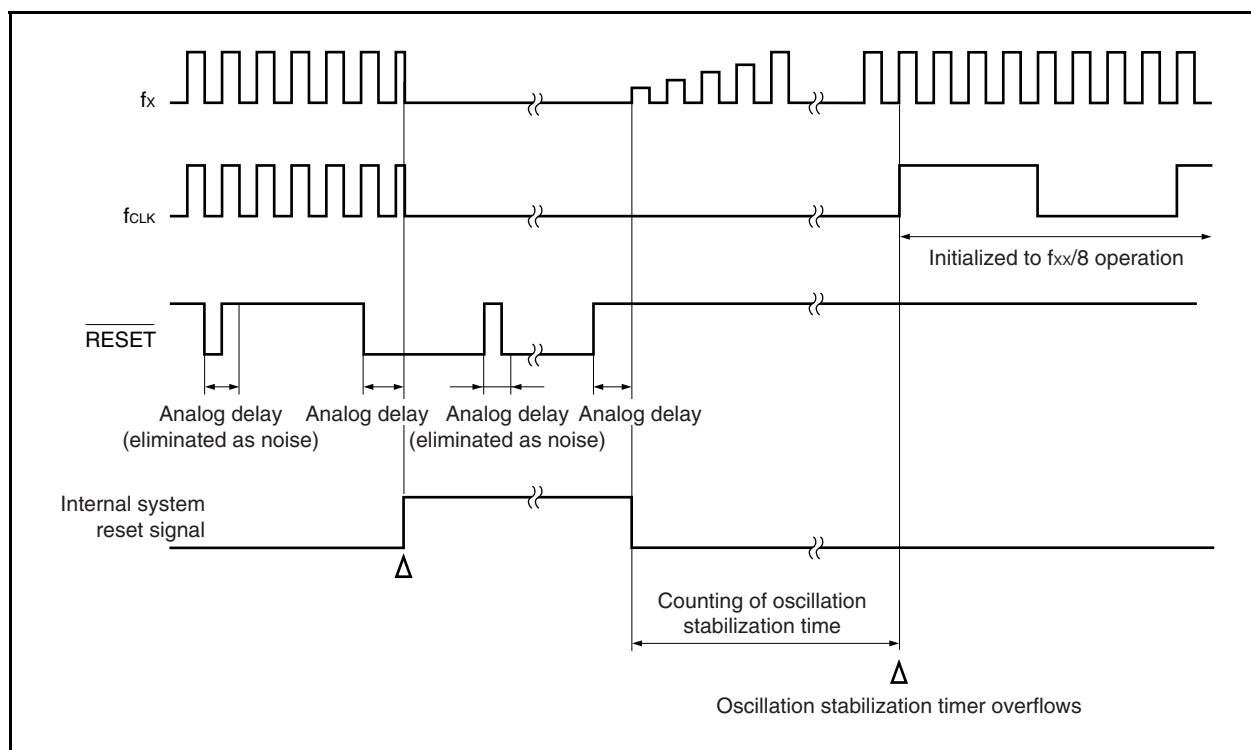 fX
fCLK
Initialized to fXX/8 operation
RESET
Analog delay
(eliminated as noise)
Analog delay
Analog delay
(eliminated as noise)
Analog delay
Internal system
reset signal
Counting of oscillation
stabilization time
Oscillation stabilization timer overflows